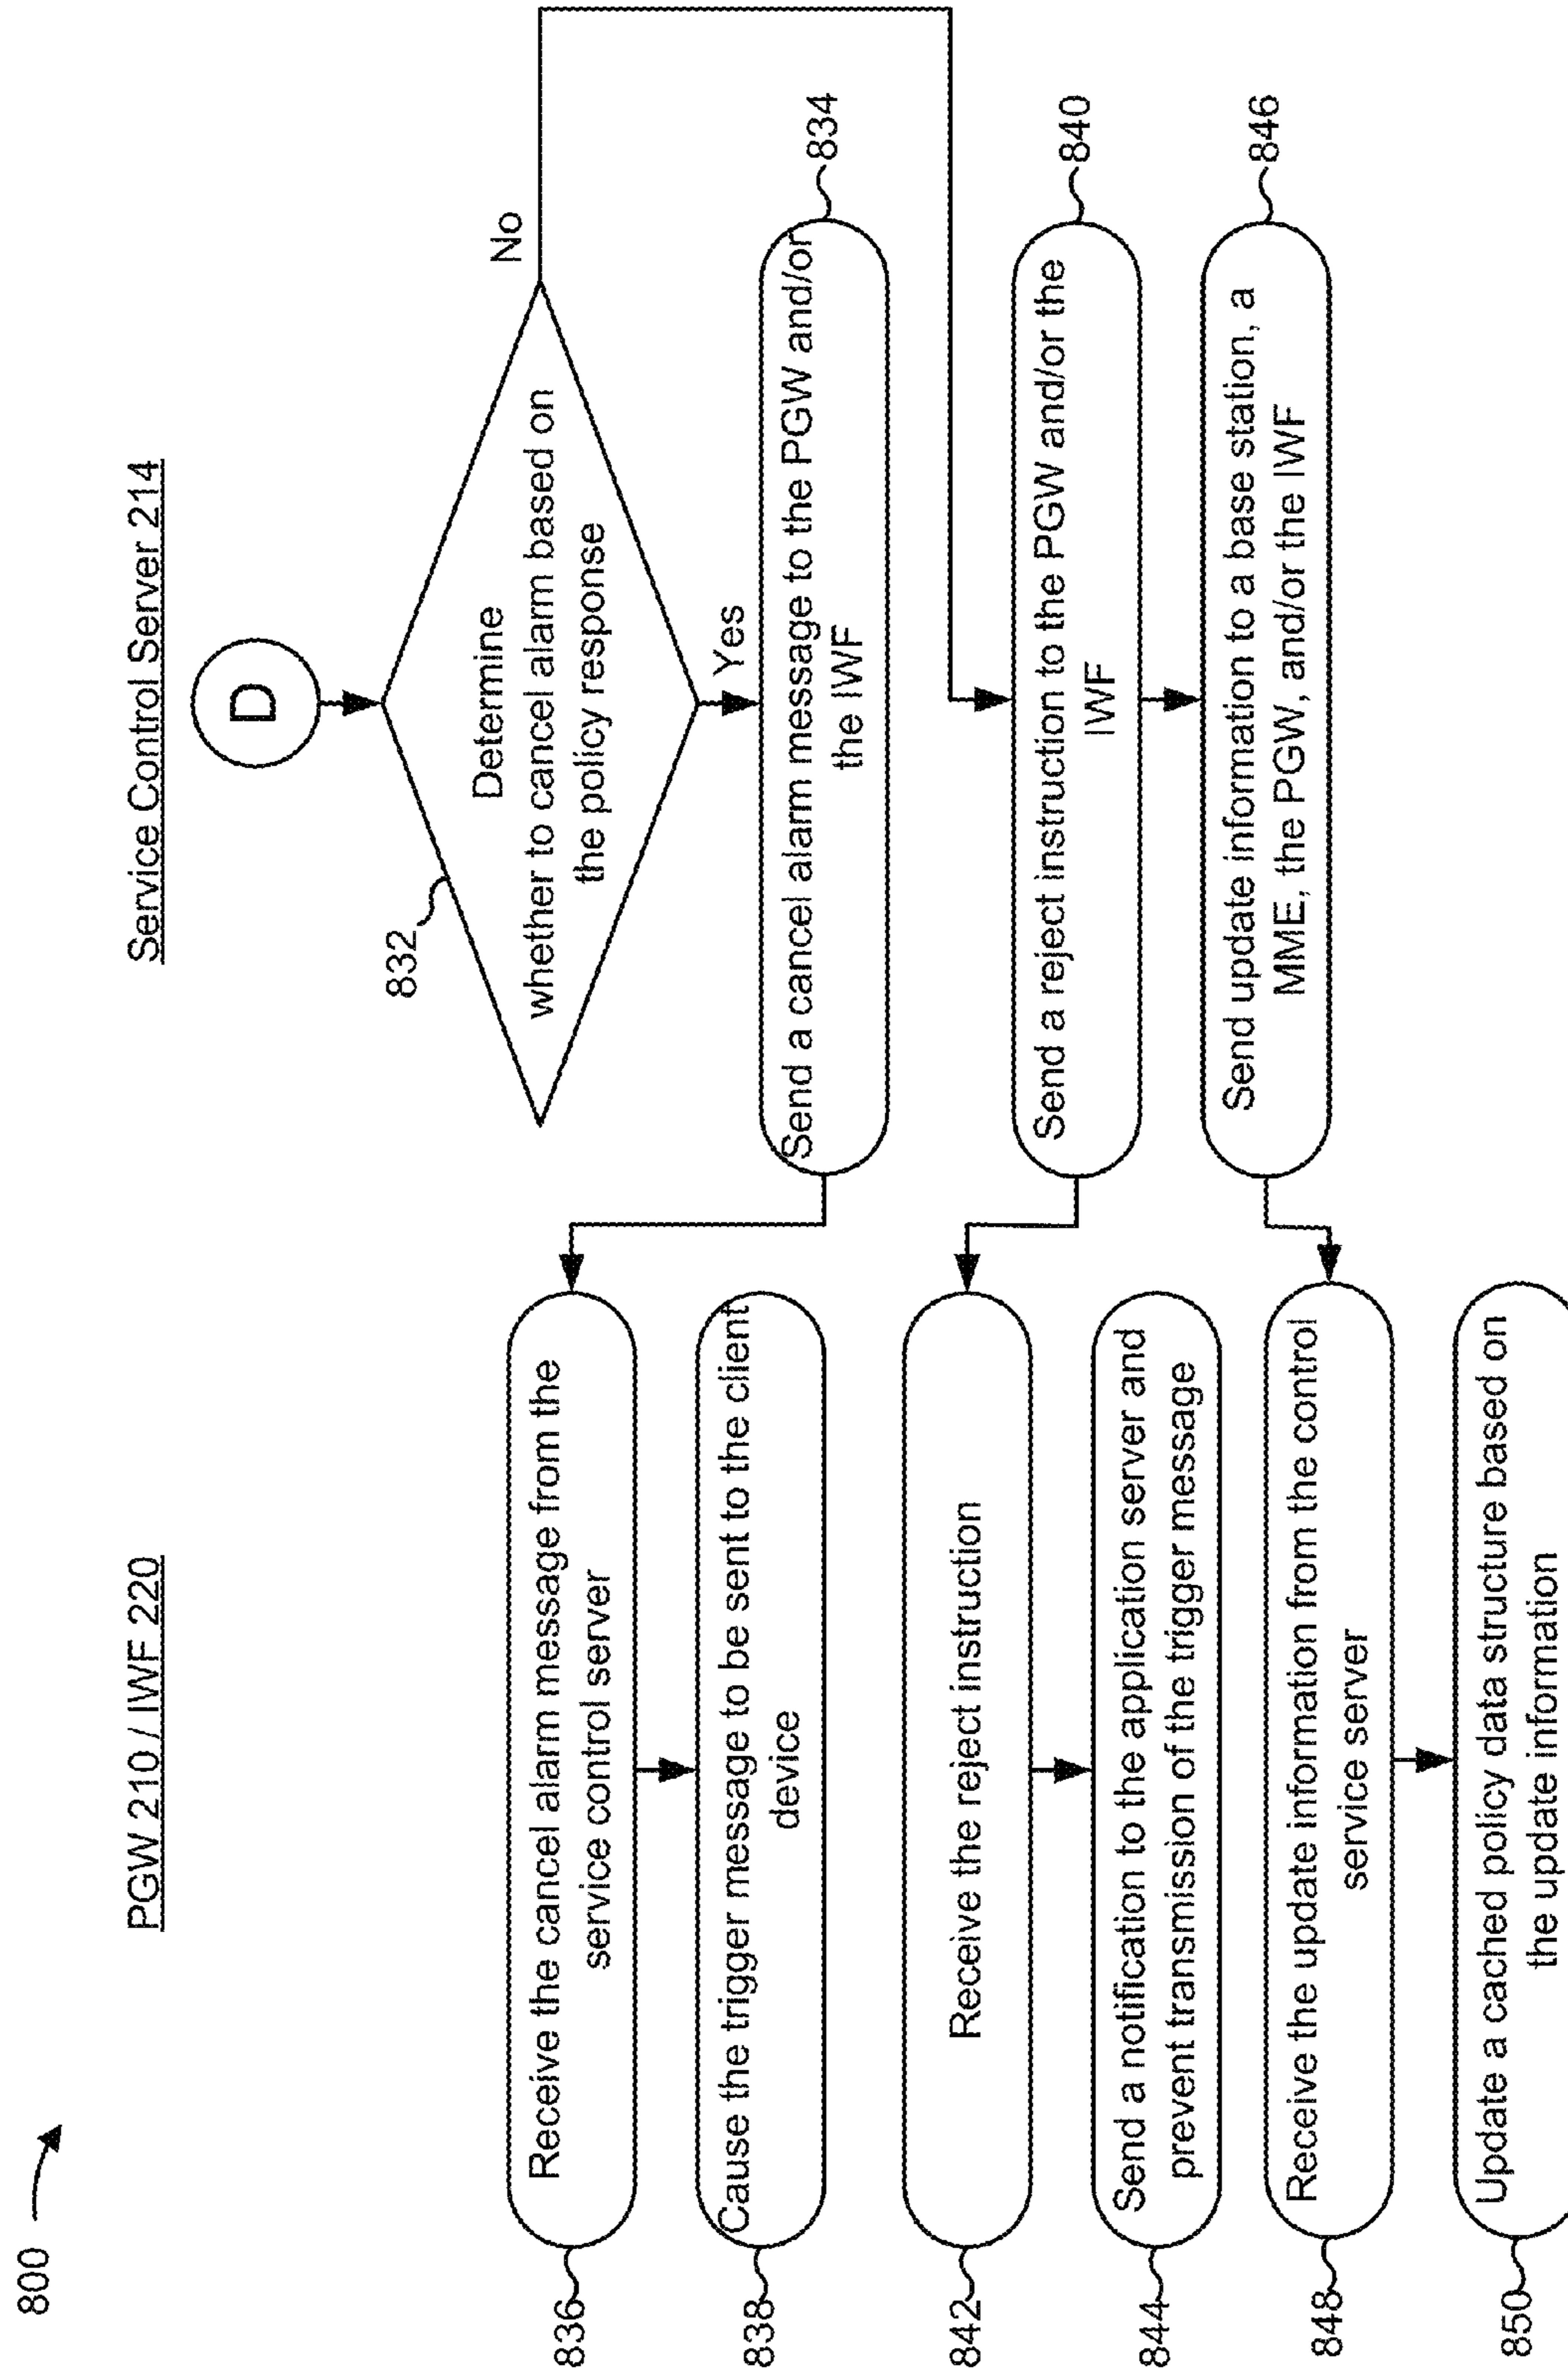 800
PGW 210 / IWF 220
Service Control Server 214
D
832
Determine
whether to cancel alarm based on
the policy response
No
Yes
Send a cancel alarm message to the PGW and/or
the IWF
834
836
Receive the cancel alarm message from the
service control server
838
Cause the trigger message to be sent to the client
device
Send a reject instruction to the PGW and/or the
IWF
840
842
Receive the reject instruction
844
Send a notification to the application server and
prevent transmission of the trigger message
Send update information to a base station, a
MME, the PGW, and/or the IWF
846
848
Receive the update information from the control
service server
850
Update a cached policy data structure based on
the update information